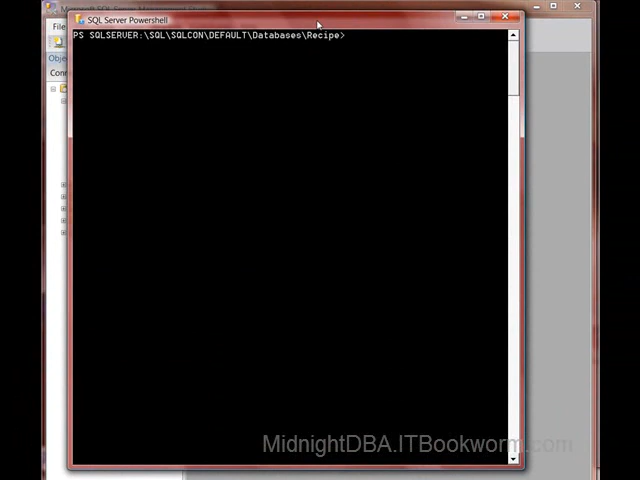 SQL Server Powershell
File
PS SQLSERVER:\SQL\SQLCON\DEFAULT\Databases\Recipe>
Obje
Conn
MidnightDBA.ITBookworm.com